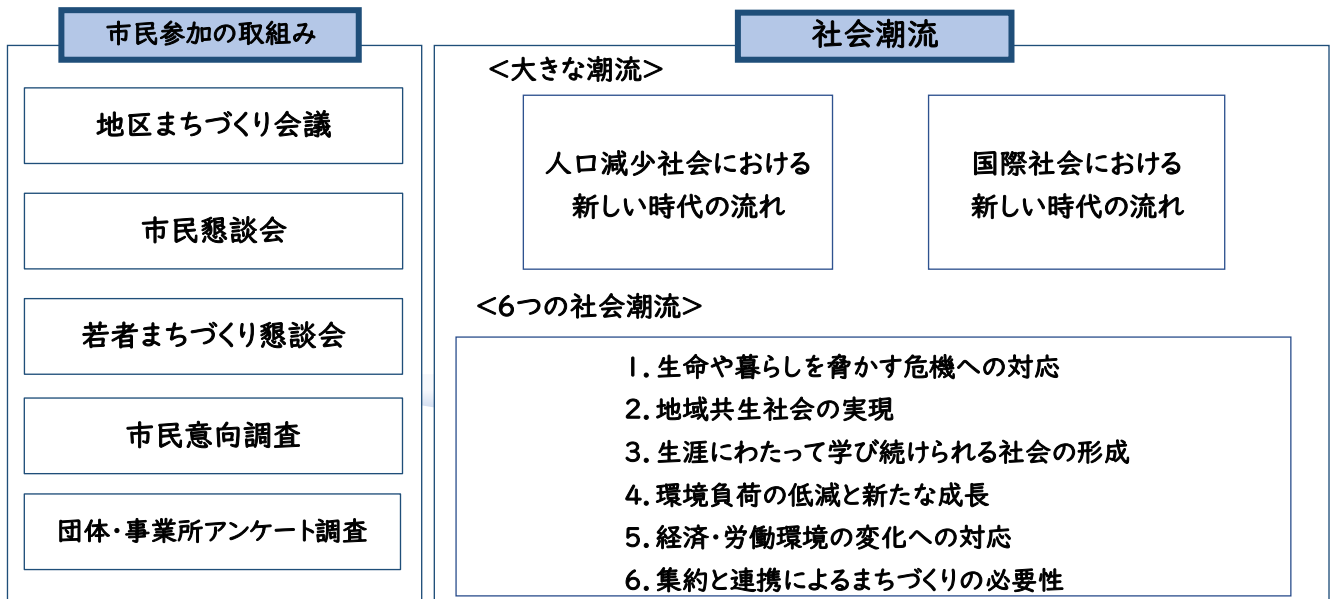 市民参加の取組み
地区まちづくり会議
市民懇談会
若者まちづくり懇談会
市民意向調査
団体・事業所アンケート調査
社会潮流
<大きな潮流>
人口減少社会における
新しい時代の流れ
国際社会における
新しい時代の流れ
<6つの社会潮流>
1.生命や暮らしを脅かす危機への対応
2.地域共生社会の実現
3.生涯にわたって学び続けられる社会の形成
4.環境負荷の低減と新たな成長
5.経済・労働環境の変化への対応
6.集約と連携によるまちづくりの必要性